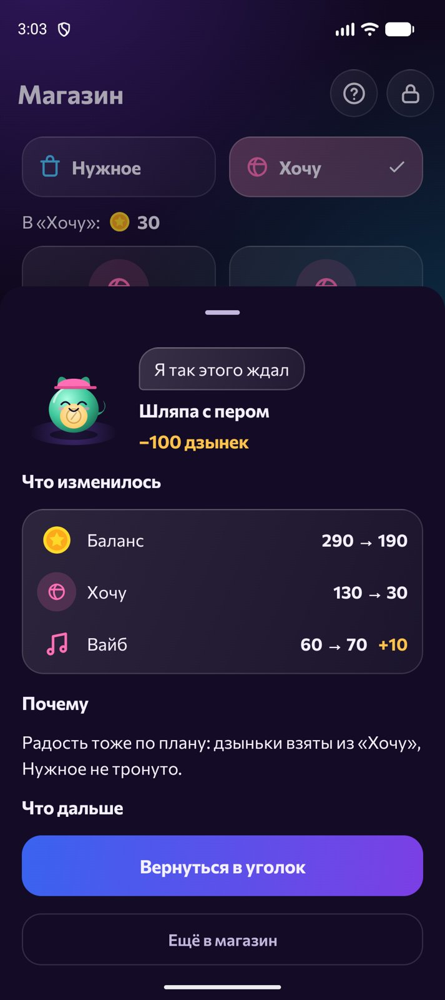 3:03
Магазин
Нужное
Хочу
В «Хочу»: 30
Я так этого ждал
Шляпа с пером
−100 дзынек
Что изменилось
Баланс 290 → 190
Хочу 130 → 30
Вайб 60 → 70 +10
Почему
Радость тоже по плану: дзыньки взяты из «Хочу»,
Нужное не тронуто.
Что дальше
Вернуться в уголок
Ещё в магазин